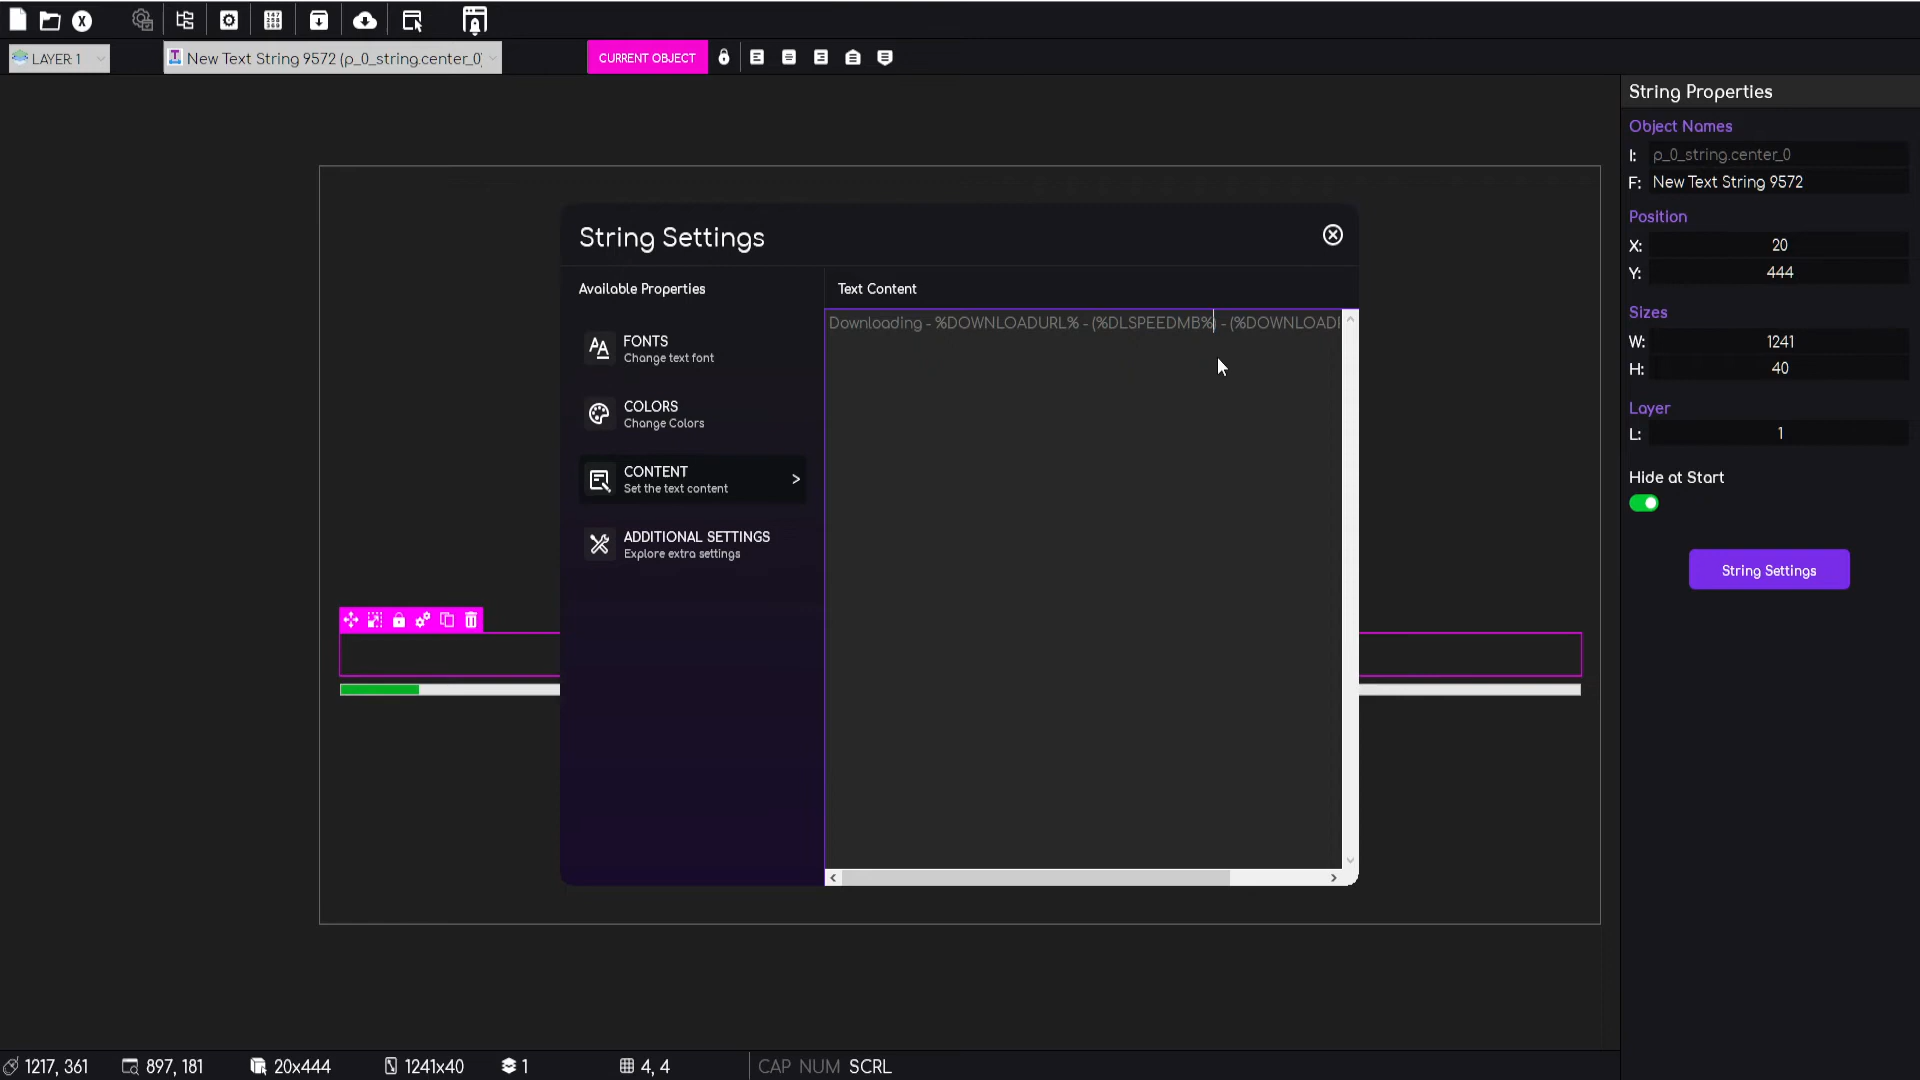 LAYER: 1
New Text String 9572 (p_0_string.center_0)
CURRENT OBJECT
String Properties
Object Names
I: p_0_string.center_0
F: New Text String 9572
Position
X: 20
Y: 444
Sizes
W: 1241
H: 40
Layer
L: 1
Hide at Start
String Settings
String Settings
Available Properties
Text Content
FONTS
Change text font
COLORS
Change Colors
CONTENT
Set the text content
>
ADDITIONAL SETTINGS
Explore extra settings
Downloading - %DOWNLOADURL% - (%DLSPEEDMB%) - (%DOWNLOADI
1217, 361
897, 181
20x444
1241x40
1
4, 4
CAP NUM SCRL